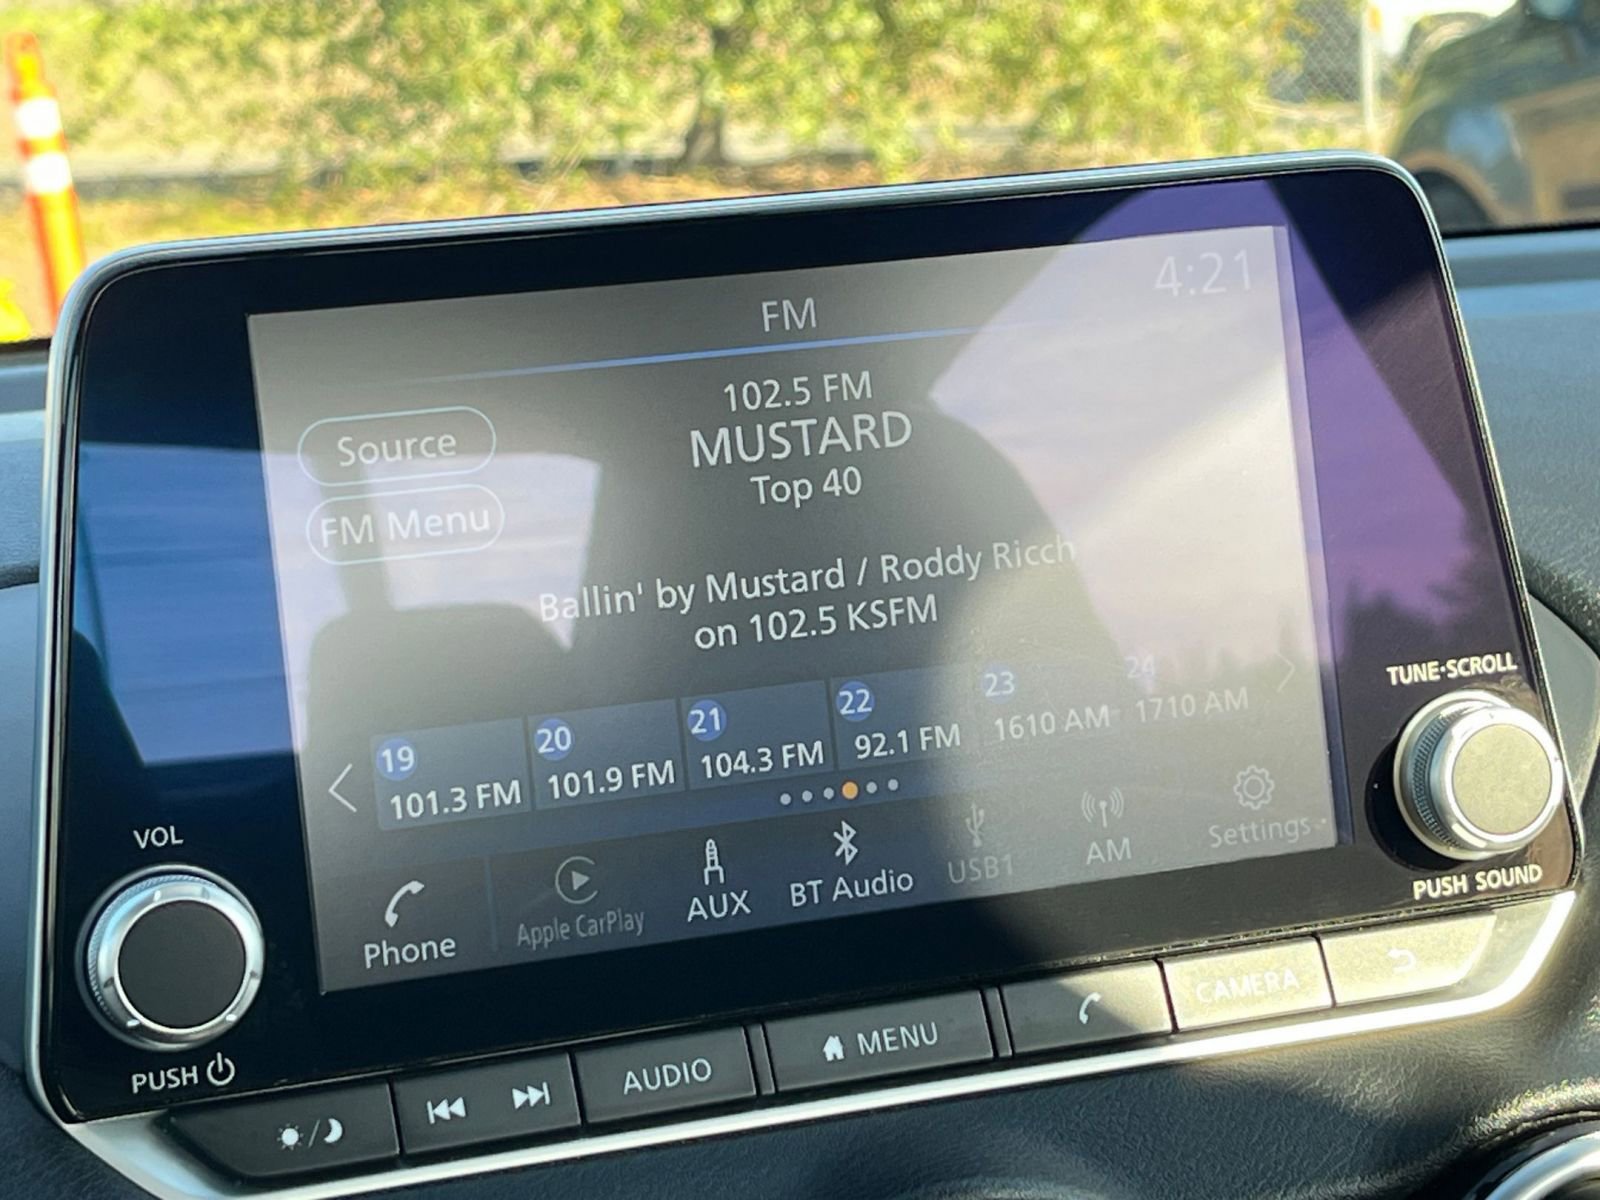 4:21
FM
102.5 FM
MUSTARD
Top 40
Source
FM Menu
Ballin' by Mustard / Roddy Ricch
on 102.5 KSFM
19 20 21 22 23 24
101.3 FM 101.9 FM 104.3 FM 92.1 FM 1610 AM 1710 AM
Phone Apple CarPlay AUX BT Audio USB1 AM Settings
VOL
PUSH
TUNE·SCROLL
PUSH SOUND
AUDIO MENU CAMERA